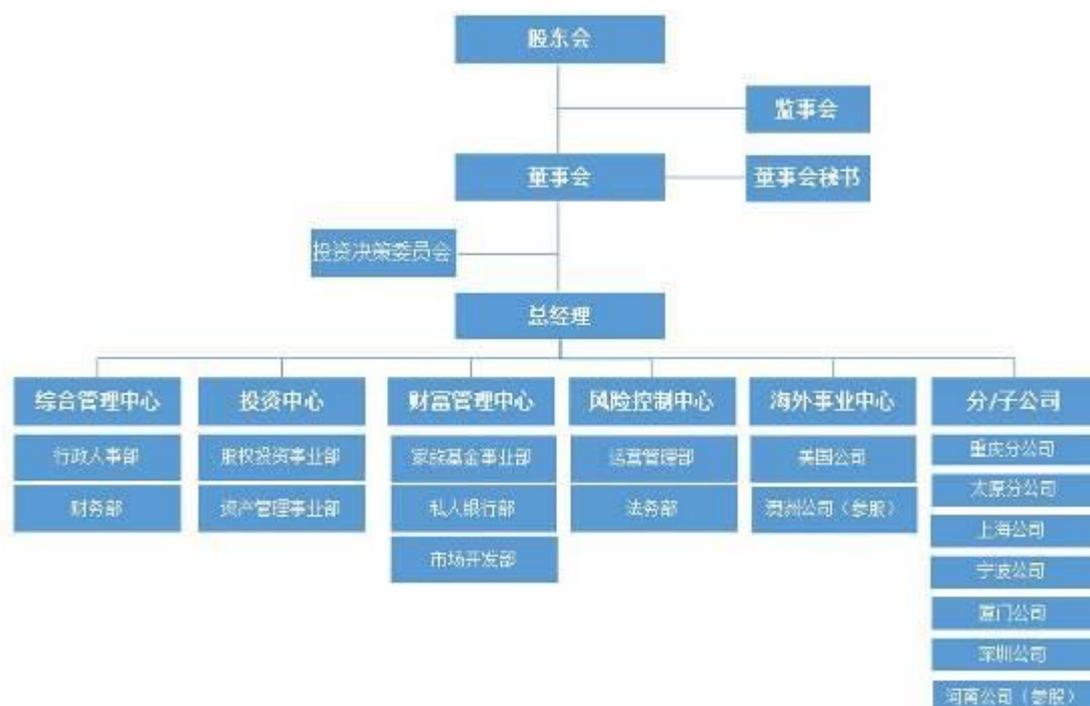 股东会
监事会
董事会
董事会秘书
投资决策委员会
总经理
综合管理中心
行政人事部
财务部
投资中心
股权投资事业部
资产管理事业部
财富管理中心
家族基金事业部
私人银行部
市场开发部
风险控制中心
运营管理部
法务部
海外事业中心
美国公司
澳洲公司（参股）
分/子公司
重庆分公司
太原分公司
上海公司
宁波公司
厦门公司
深圳公司
河南公司（参股）